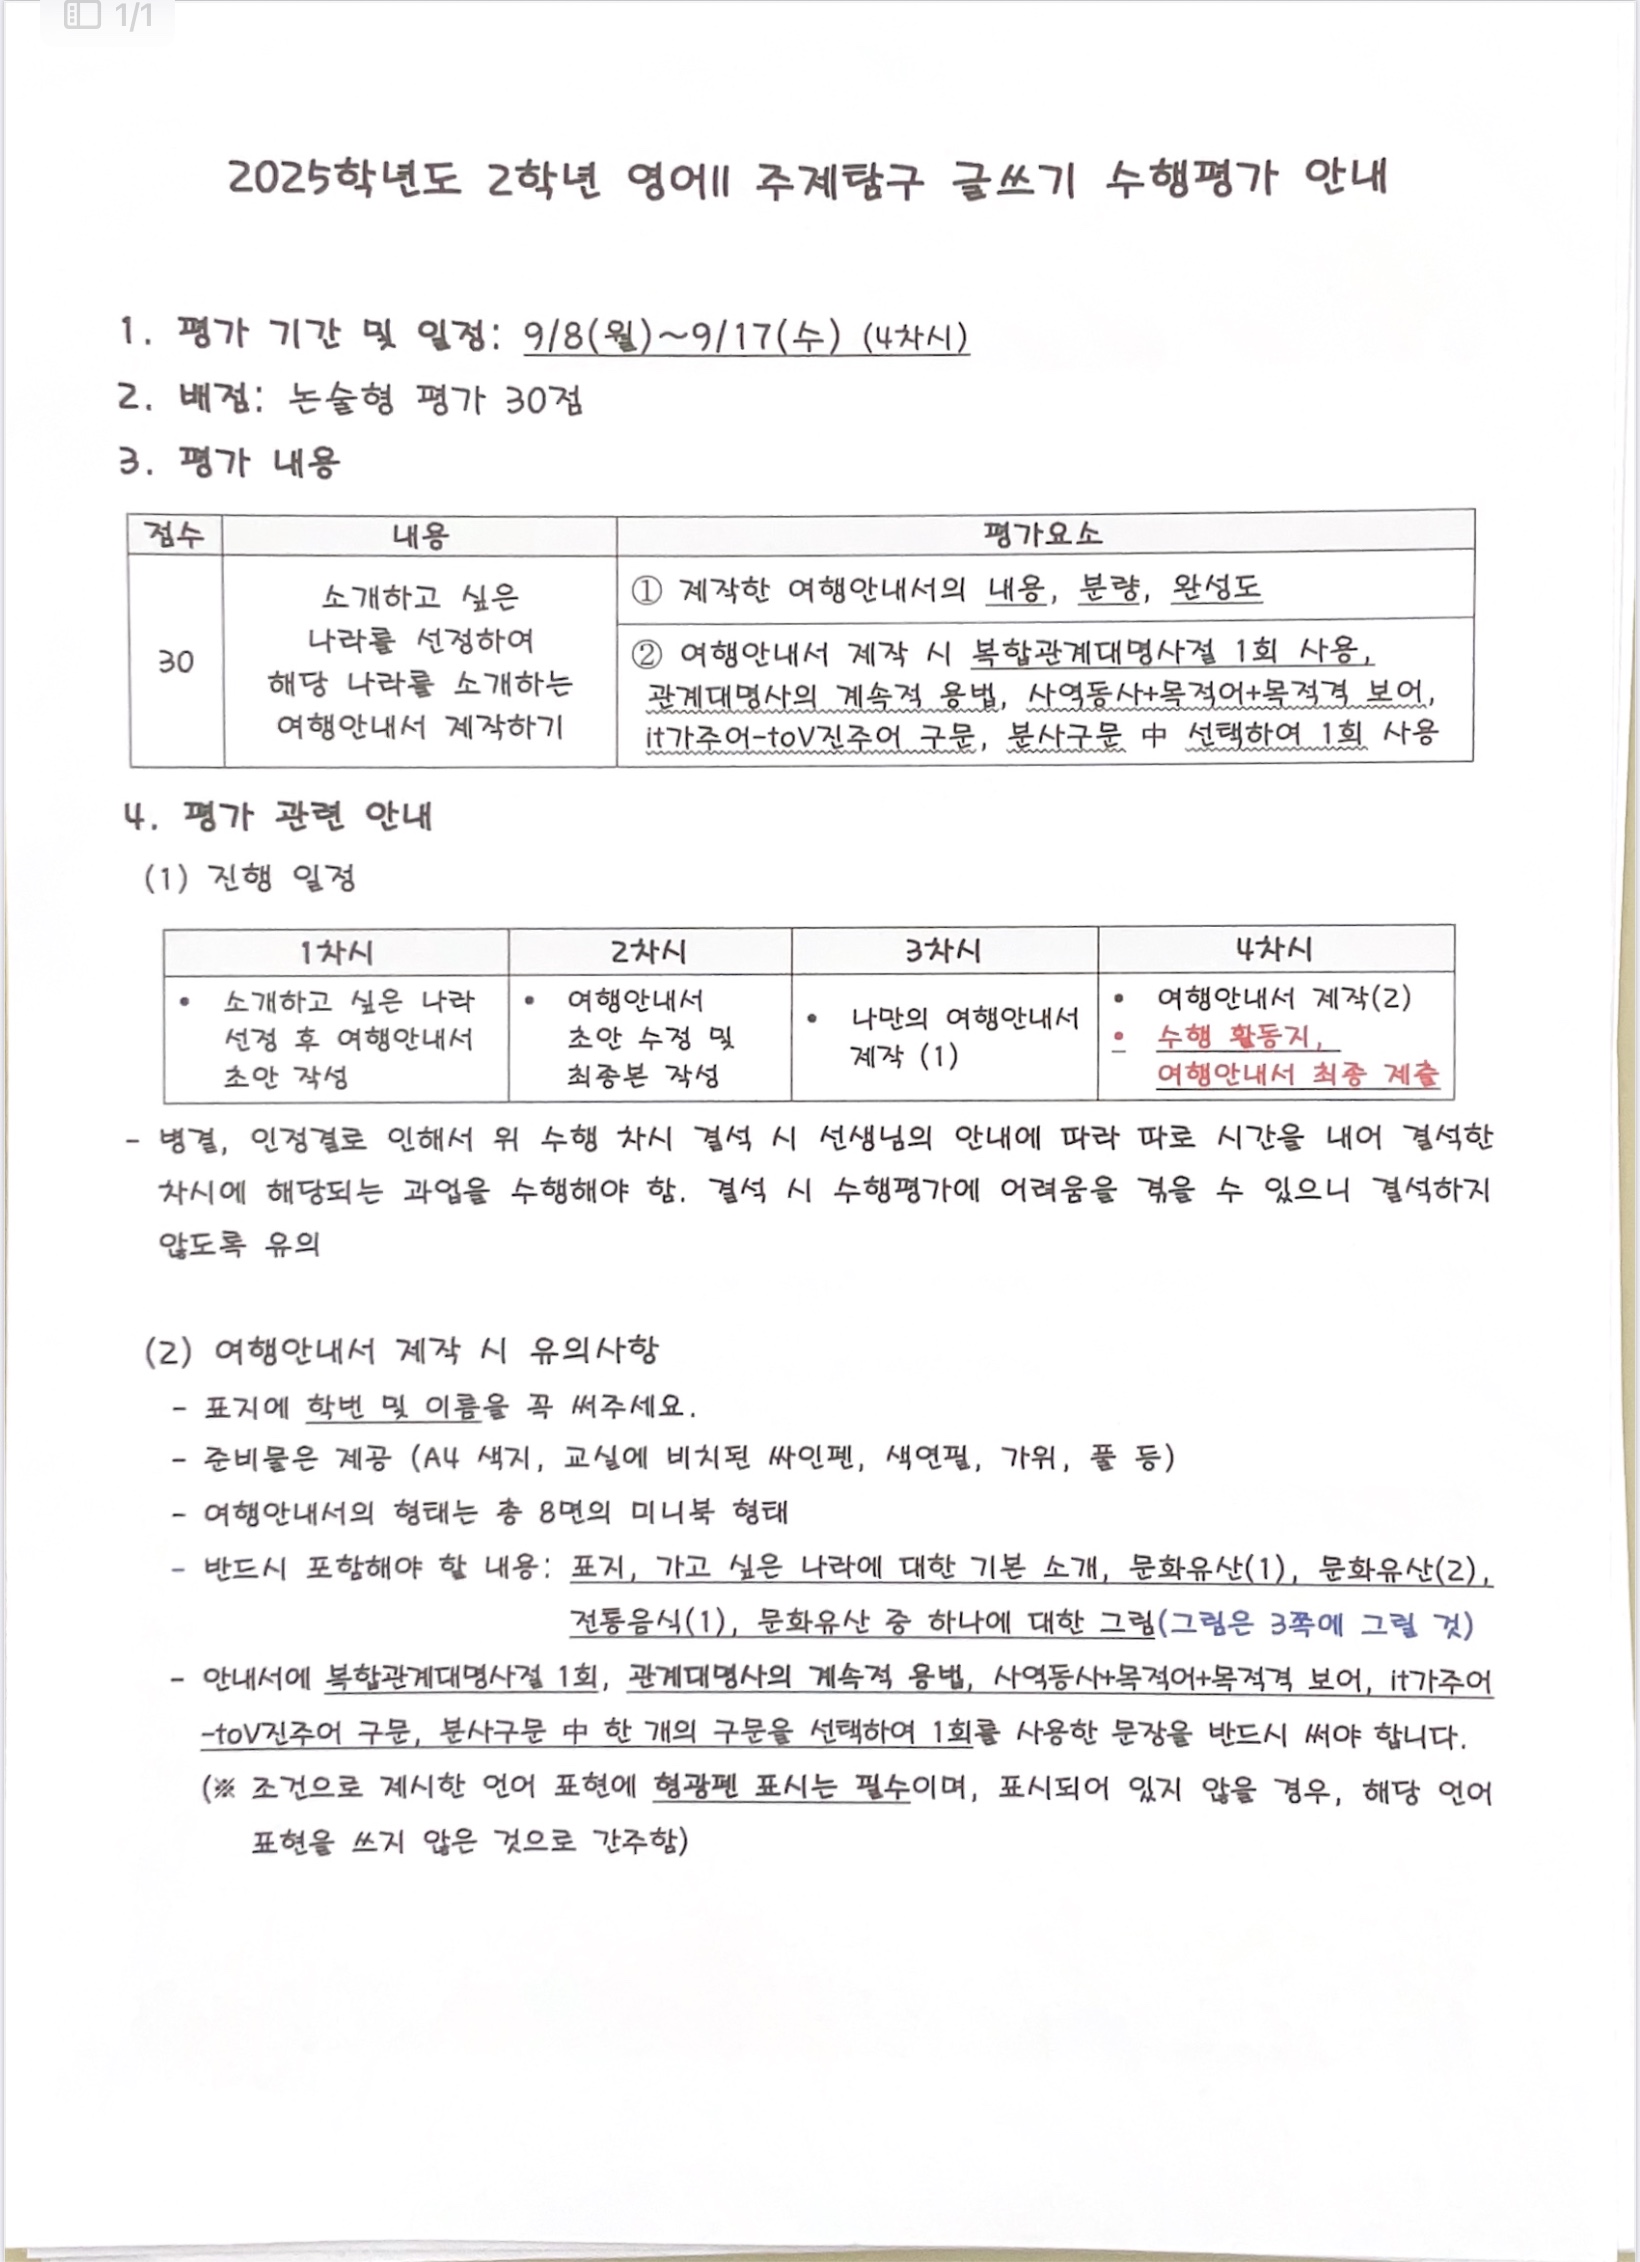 1/1
2025학년도 2학년 영어II 주제탐구 글쓰기 수행평가 안내
1. 평가 기간 및 일정: 9/8(월)~9/17(수) (4차시)
2. 배점: 논술형 평가 30점
3. 평가 내용
점수 내용 평가요소
30
소개하고 싶은
나라를 선정하여
해당 나라를 소개하는
여행안내서 제작하기
① 제작한 여행안내서의 내용, 분량, 완성도
② 여행안내서 제작 시 복합관계대명사절 1회 사용,
관계대명사의 계속적 용법, 사역동사+목적어+목적격 보어,
it가주어-toV진주어 구문, 분사구문 中 선택하여 1회 사용
4. 평가 관련 안내
(1) 진행 일정
1차시 2차시 3차시 4차시
• 소개하고 싶은 나라
선정 후 여행안내서
초안 작성
• 여행안내서
초안 수정 및
최종본 작성
• 나만의 여행안내서
제작 (1)
• 여행안내서 제작(2)
• 수행 활동지,
여행안내서 최종 제출
- 병결, 인정결로 인해서 위 수행 차시 결석 시 선생님의 안내에 따라 따로 시간을 내어 결석한
차시에 해당되는 과업을 수행해야 함. 결석 시 수행평가에 어려움을 겪을 수 있으니 결석하지
않도록 유의
(2) 여행안내서 제작 시 유의사항
- 표지에 학번 및 이름을 꼭 써주세요.
- 준비물은 제공 (A4 색지, 교실에 비치된 싸인펜, 색연필, 가위, 풀 등)
- 여행안내서의 형태는 총 8면의 미니북 형태
- 반드시 포함해야 할 내용: 표지, 가고 싶은 나라에 대한 기본 소개, 문화유산(1), 문화유산(2),
전통음식(1), 문화유산 중 하나에 대한 그림(그림은 3쪽에 그릴 것)
- 안내서에 복합관계대명사절 1회, 관계대명사의 계속적 용법, 사역동사+목적어+목적격 보어, it가주어
-toV진주어 구문, 분사구문 中 한 개의 구문을 선택하여 1회를 사용한 문장을 반드시 써야 합니다.
(※ 조건으로 제시한 언어 표현에 형광펜 표시는 필수이며, 표시되어 있지 않을 경우, 해당 언어
표현을 쓰지 않은 것으로 간주함)